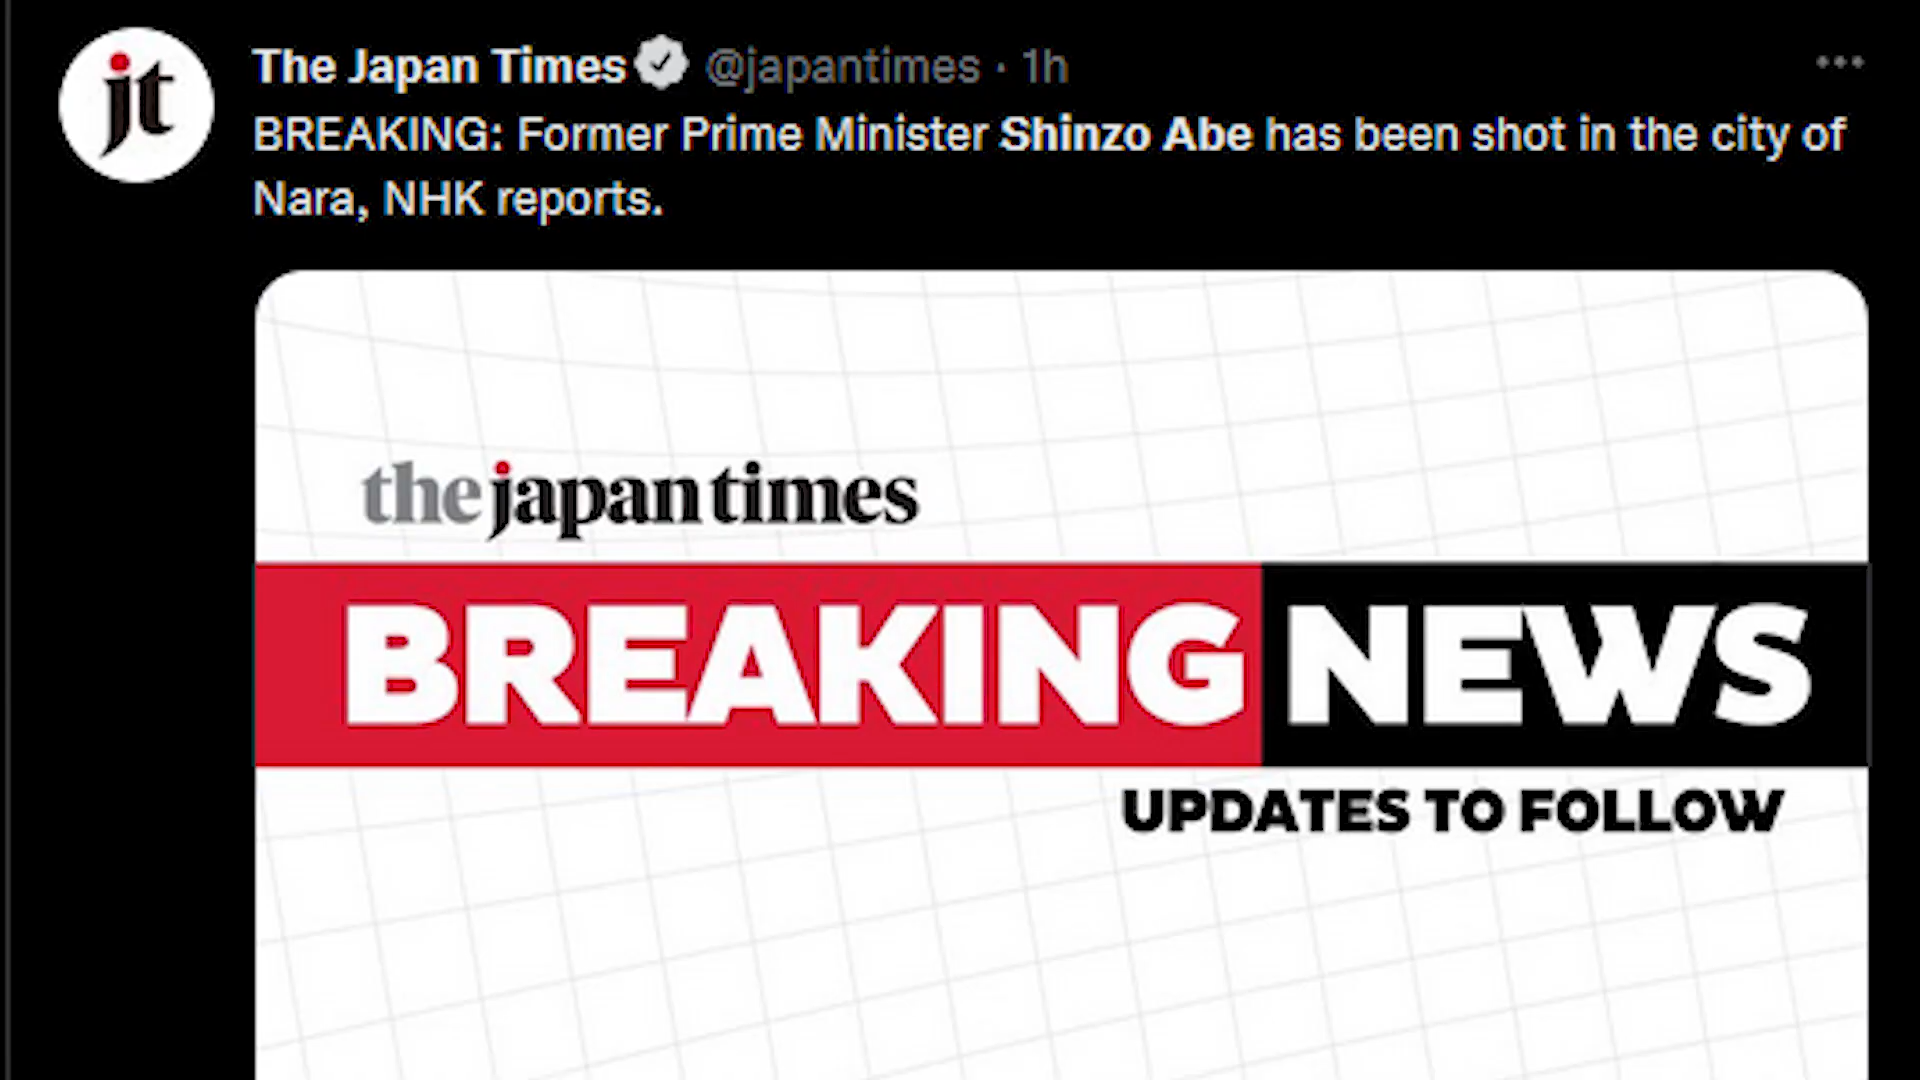 jt
The Japan Times @japantimes · 1h
BREAKING: Former Prime Minister Shinzo Abe has been shot in the city of
Nara, NHK reports.
the japan times
BREAKING NEWS
UPDATES TO FOLLOW